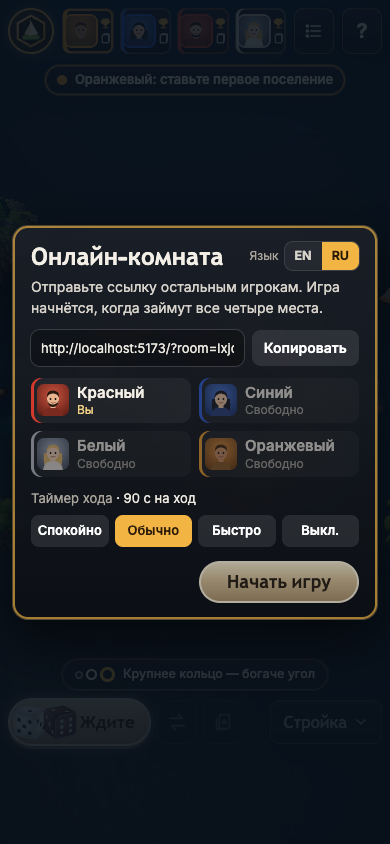 ?
Оранжевый: ставьте первое поселение
Онлайн-комната
Язык
EN
RU
Отправьте ссылку остальным игрокам. Игра
начнётся, когда займут все четыре места.
http://localhost:5173/?room=lxjc
Копировать
Красный
Вы
Синий
Свободно
Белый
Свободно
Оранжевый
Свободно
Таймер хода · 90 с на ход
Спокойно
Обычно
Быстро
Выкл.
Начать игру
Крупнее кольцо — богаче угол
Ждите
Стройка